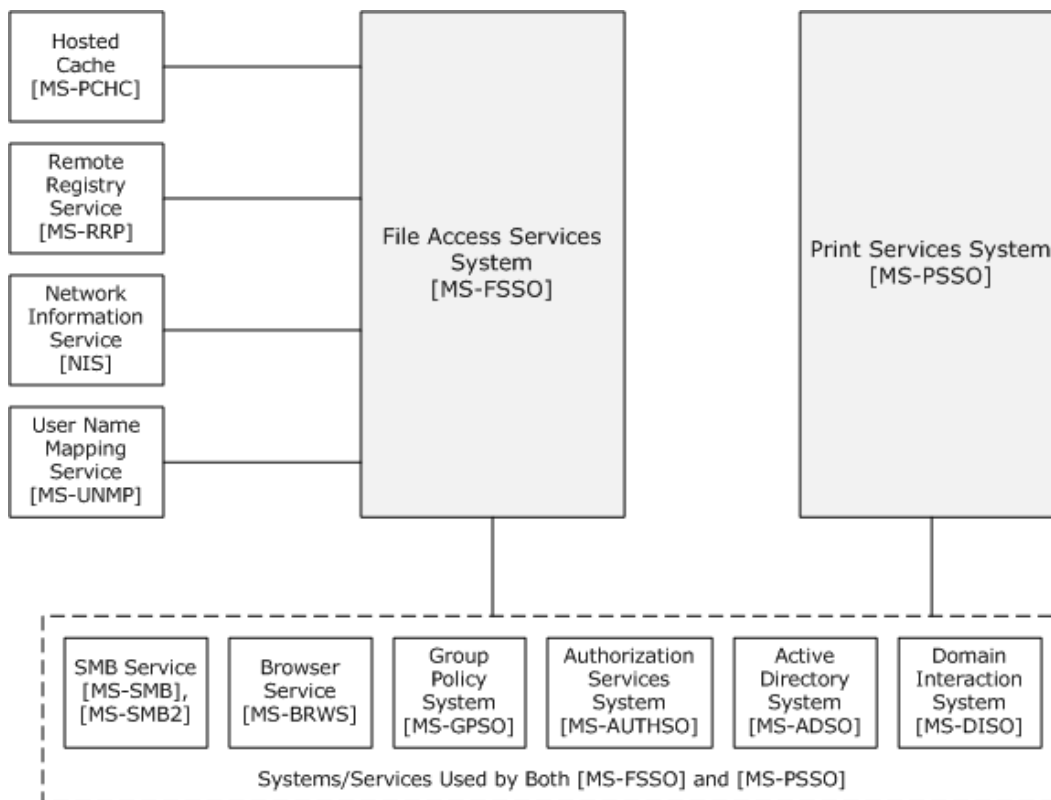 Hosted
Cache
[MS-PCHC]
Remote
Registry
Service
[MS-RRP]
Network
Information
Service
[NIS]
User Name
Mapping
Service
[MS-UNMP]
File Access Services
System
[MS-FSSO]
Print Services System
[MS-PSSO]
SMB Service
[MS-SMB],
[MS-SMB2]
Browser
Service
[MS-BRWS]
Group
Policy
System
[MS-GPSO]
Authorization
Services
System
[MS-AUTHSO]
Active
Directory
System
[MS-ADSO]
Domain
Interaction
System
[MS-DISO]
Systems/Services Used by Both [MS-FSSO] and [MS-PSSO]